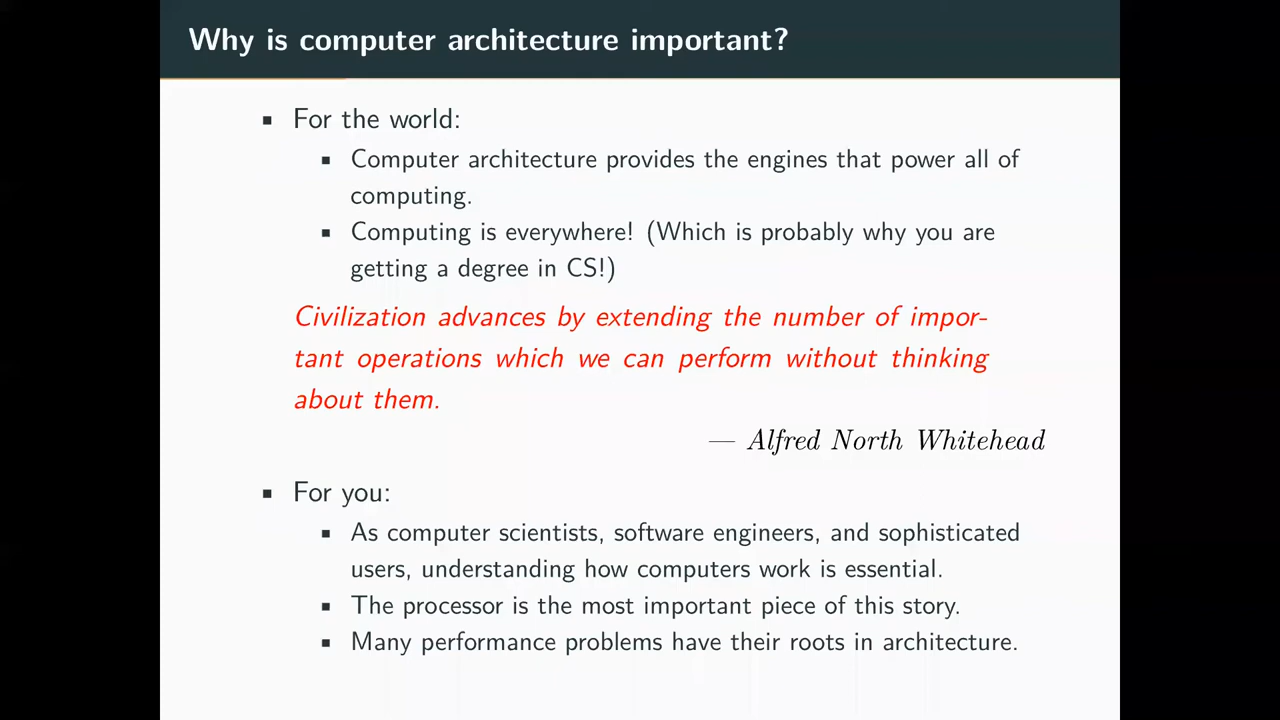 Why is computer architecture important?
▪ For the world:
▪ Computer architecture provides the engines that power all of
computing.
▪ Computing is everywhere! (Which is probably why you are
getting a degree in CS!)
Civilization advances by extending the number of impor-
tant operations which we can perform without thinking
about them.
— Alfred North Whitehead
▪ For you:
▪ As computer scientists, software engineers, and sophisticated
users, understanding how computers work is essential.
▪ The processor is the most important piece of this story.
▪ Many performance problems have their roots in architecture.